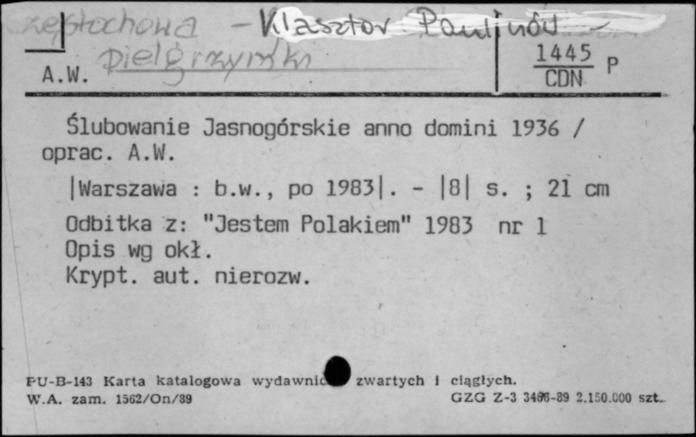 Częstochowa - Klasztor Paulinów
Pielgrzymki
A.W.
1445
CDN
P
Ślubowanie Jasnogórskie anno domini 1936 /
oprac. A.W.
|Warszawa : b.w., po 1983|. - |8| s. ; 21 cm
Odbitka z: "Jestem Polakiem" 1983 nr 1
Opis wg okł.
Krypt. aut. nierozw.
PU-B-143 Karta katalogowa wydawnic zwartych i ciągłych.
W.A. zam. 1562/On/89
GZG Z-3 -89 2.150.000 szt.